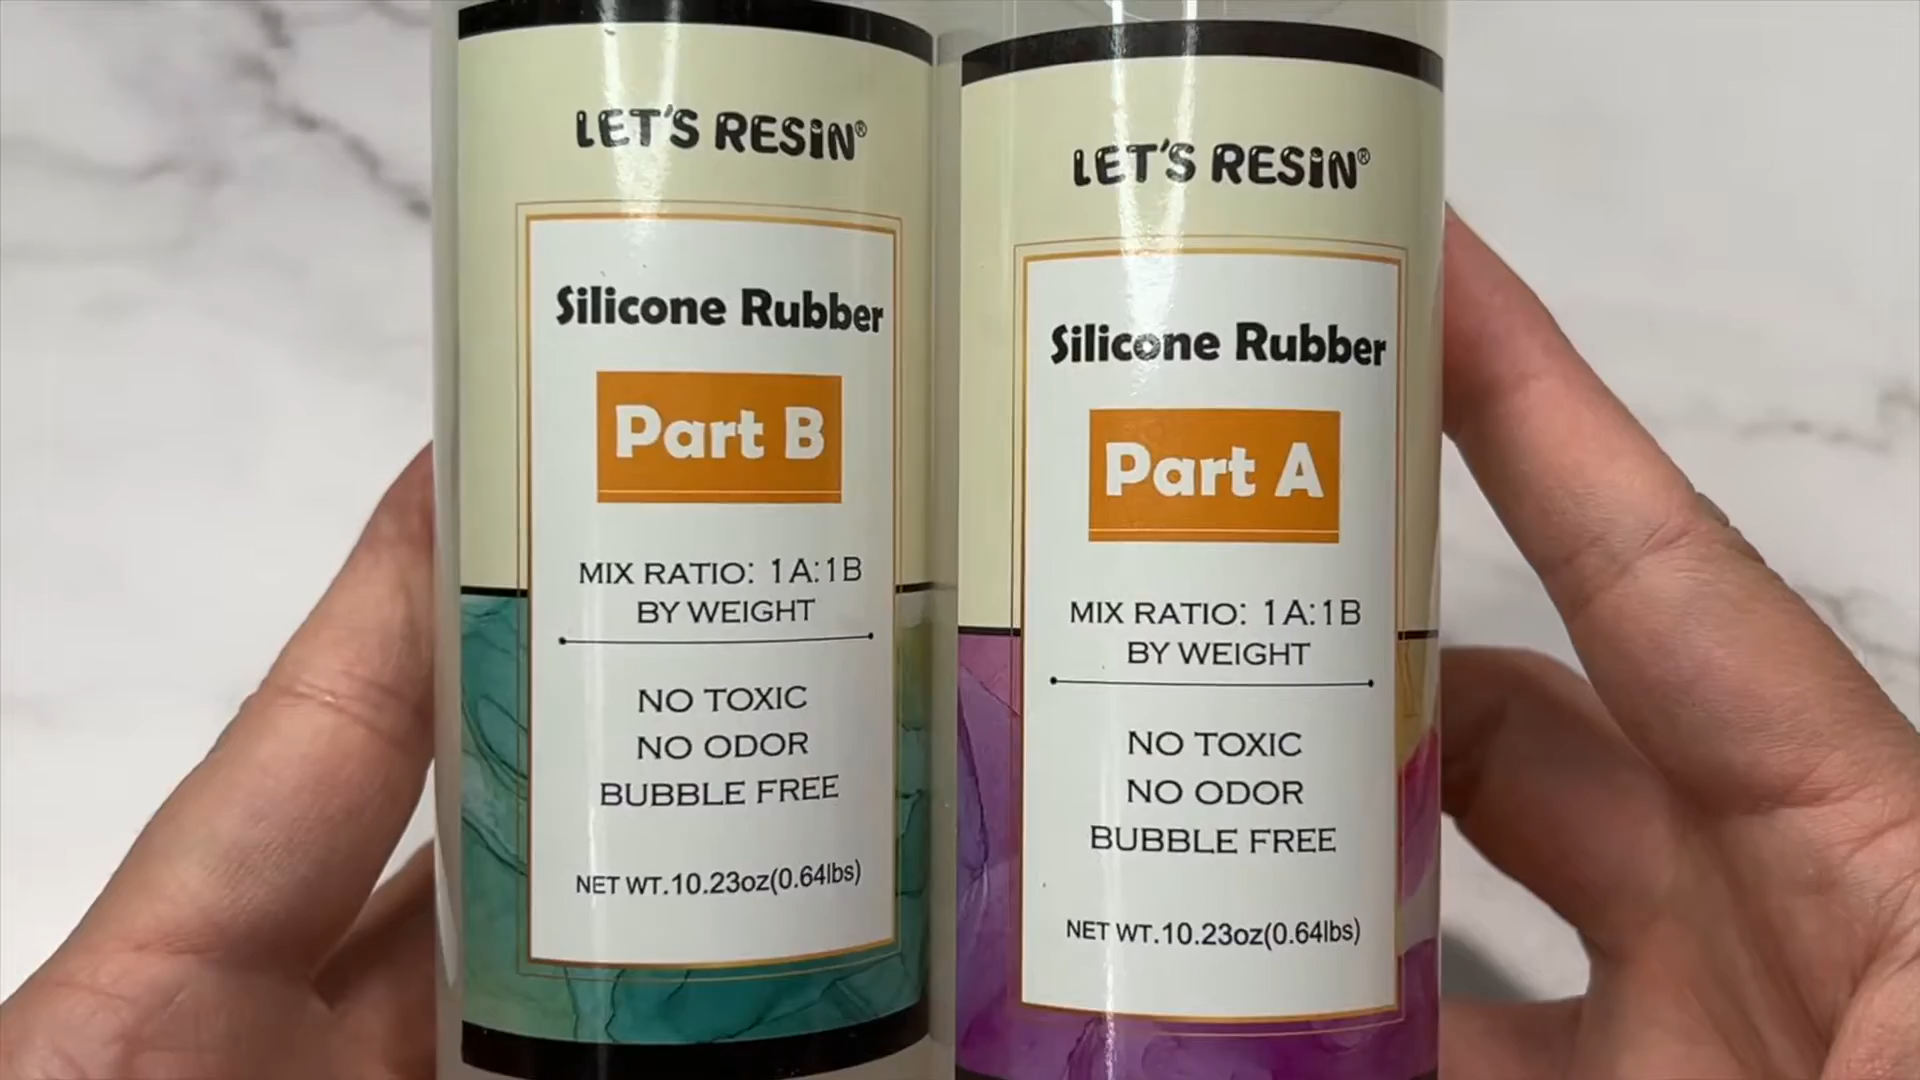 LET'S RESIN®
Silicone Rubber
Part B
MIX RATIO: 1A:1B
BY WEIGHT
NO TOXIC
NO ODOR
BUBBLE FREE
NET WT.10.23oz(0.64lbs)
LET'S RESIN®
Silicone Rubber
Part A
MIX RATIO: 1A:1B
BY WEIGHT
NO TOXIC
NO ODOR
BUBBLE FREE
NET WT.10.23oz(0.64lbs)